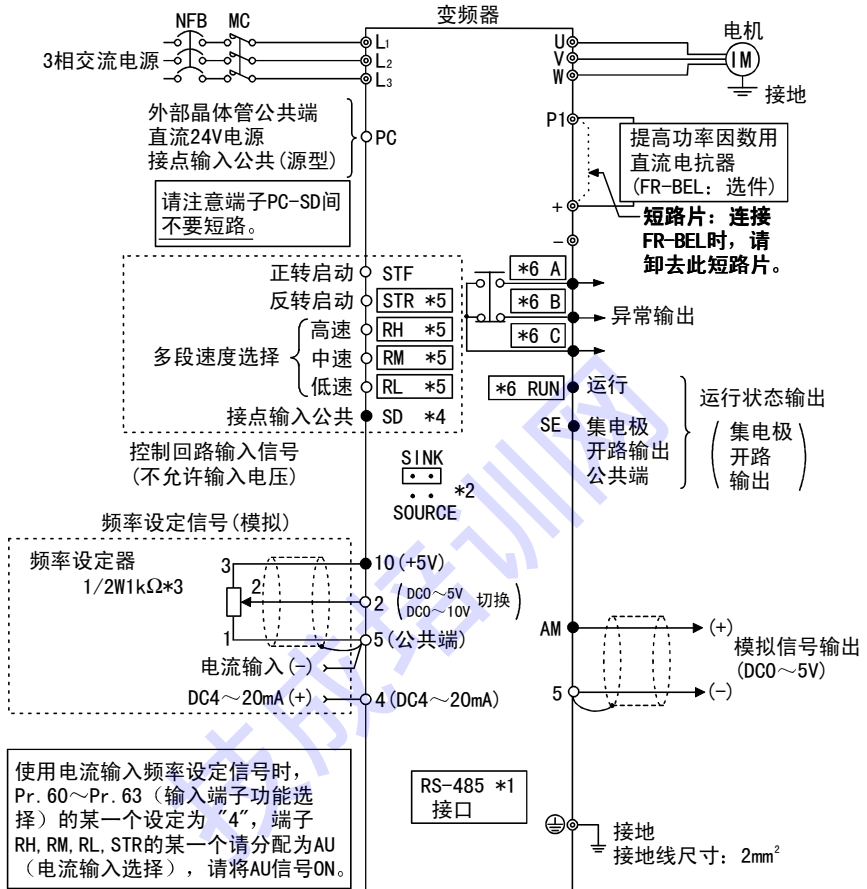 变频器
NFB MC
3相交流电源
L1
L2
L3
U
V
W
电机
IM
接地
外部晶体管公共端
直流24V电源
接点输入公共(源型)
PC
请注意端子PC-SD间
不要短路。
P1
+
-
提高功率因数用
直流电抗器
(FR-BEL：选件)
短路片：连接
FR-BEL时，请
卸去此短路片。
正转启动 STF
反转启动 STR *5
多段速度选择
高速 RH *5
中速 RM *5
低速 RL *5
接点输入公共 SD *4
控制回路输入信号
(不允许输入电压)
*6 A
*6 B
*6 C
异常输出
*6 RUN 运行
SE 集电极
开路输出
公共端
运行状态输出
(集电极
开路
输出)
SINK
*2
SOURCE
频率设定信号(模拟)
频率设定器
1/2W1kΩ*3
3
2
1
10(+5V)
2 (DC0～5V
DC0～10V 切换)
5(公共端)
电流输入(-)
DC4～20mA(+)
4(DC4～20mA)
AM
5
(+)
(-)
模拟信号输出
(DC0～5V)
使用电流输入频率设定信号时，
Pr.60～Pr.63（输入端子功能选
择）的某一个设定为 "4"，端子
RH,RM,RL,STR的某一个请分配为AU
（电流输入选择），请将AU信号ON。
RS-485 *1
接口
接地
接地线尺寸：2mm²
技成培训网